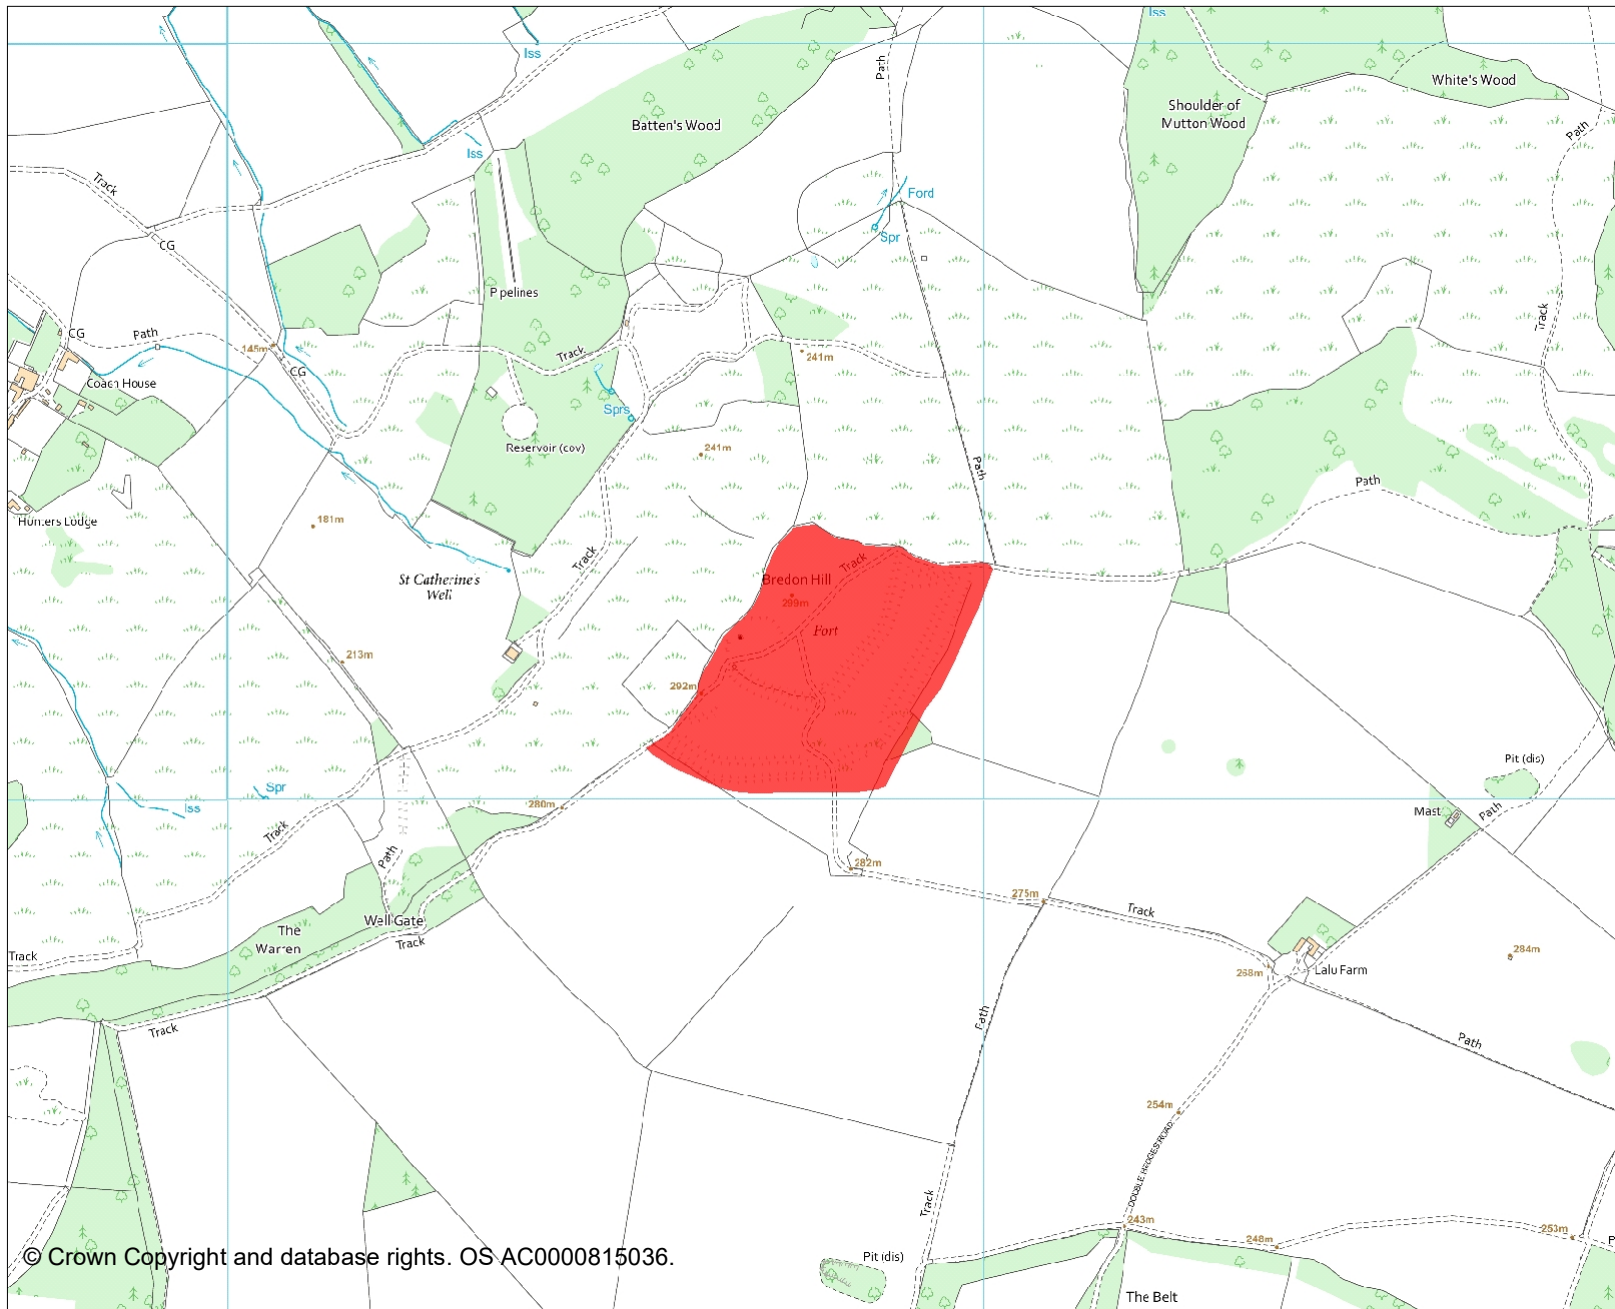 Iss
Iss
Path
White's Wood
Shoulder of
Mutton Wood
Batten's Wood
Path
Iss
Track
Ford
Spr
CG
Pipelines
Track
CG
Path
145m
Track
241m
CG
Coach House
Sprs
Reservoir (cov)
241m
Path
Path
Hunters Lodge
181m
Track
Track
St Catherine's
Well
Bredon Hill
299m
Fort
213m
292m
Pit (dis)
Spr
Iss
280m
Mast
Path
Track
Path
282m
275m
Track
Well Gate
The
Warren
Track
Track
284m
268m
Lalu Farm
Path
Track
Path
254m
DOUBLE HEDGES ROAD
Track
243m
248m
253m
P
© Crown Copyright and database rights. OS AC0000815036.
Pit (dis)
The Belt